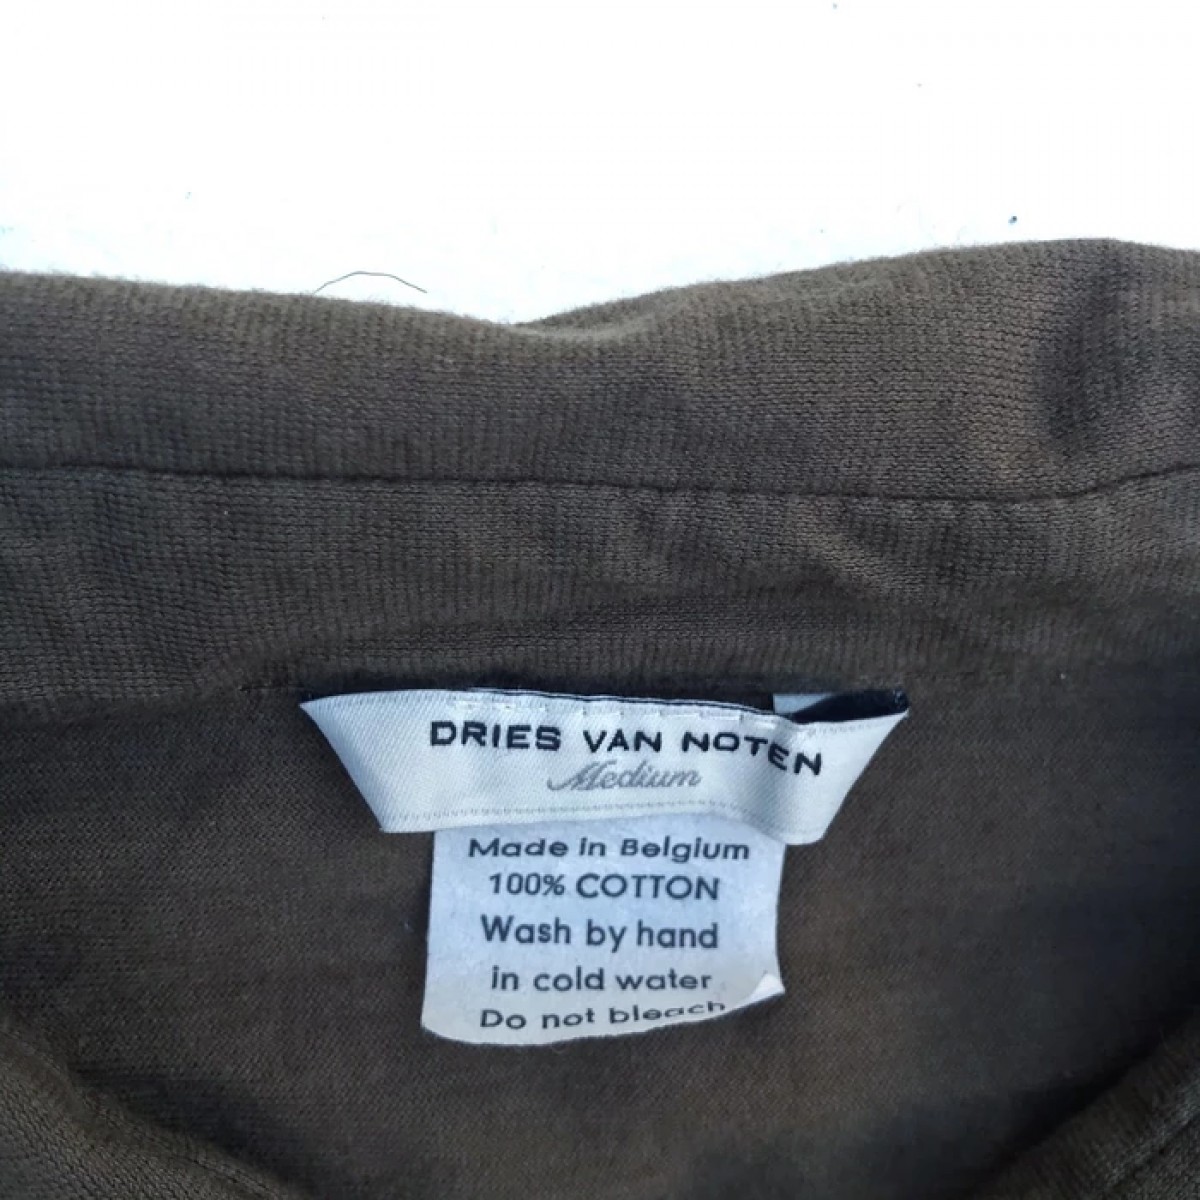 DRIES VAN NOTEN
Medium
Made in Belgium
100% COTTON
Wash by hand
in cold water
Do not bleach